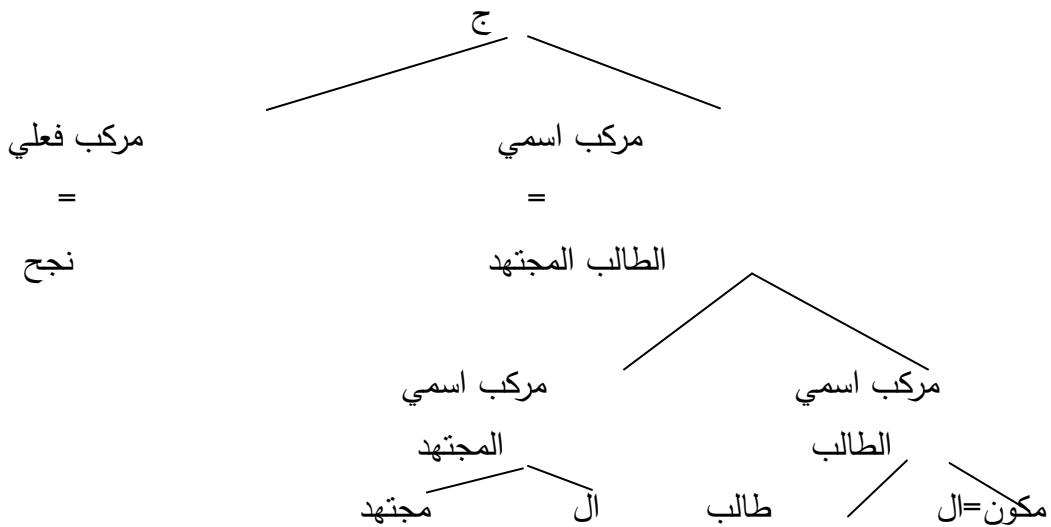 ج
مركب اسمي مركب فعلي
= =
الطالب المجتهد نجح
مركب اسمي مركب اسمي
الطالب المجتهد
مكون=ال طالب ال مجتهد